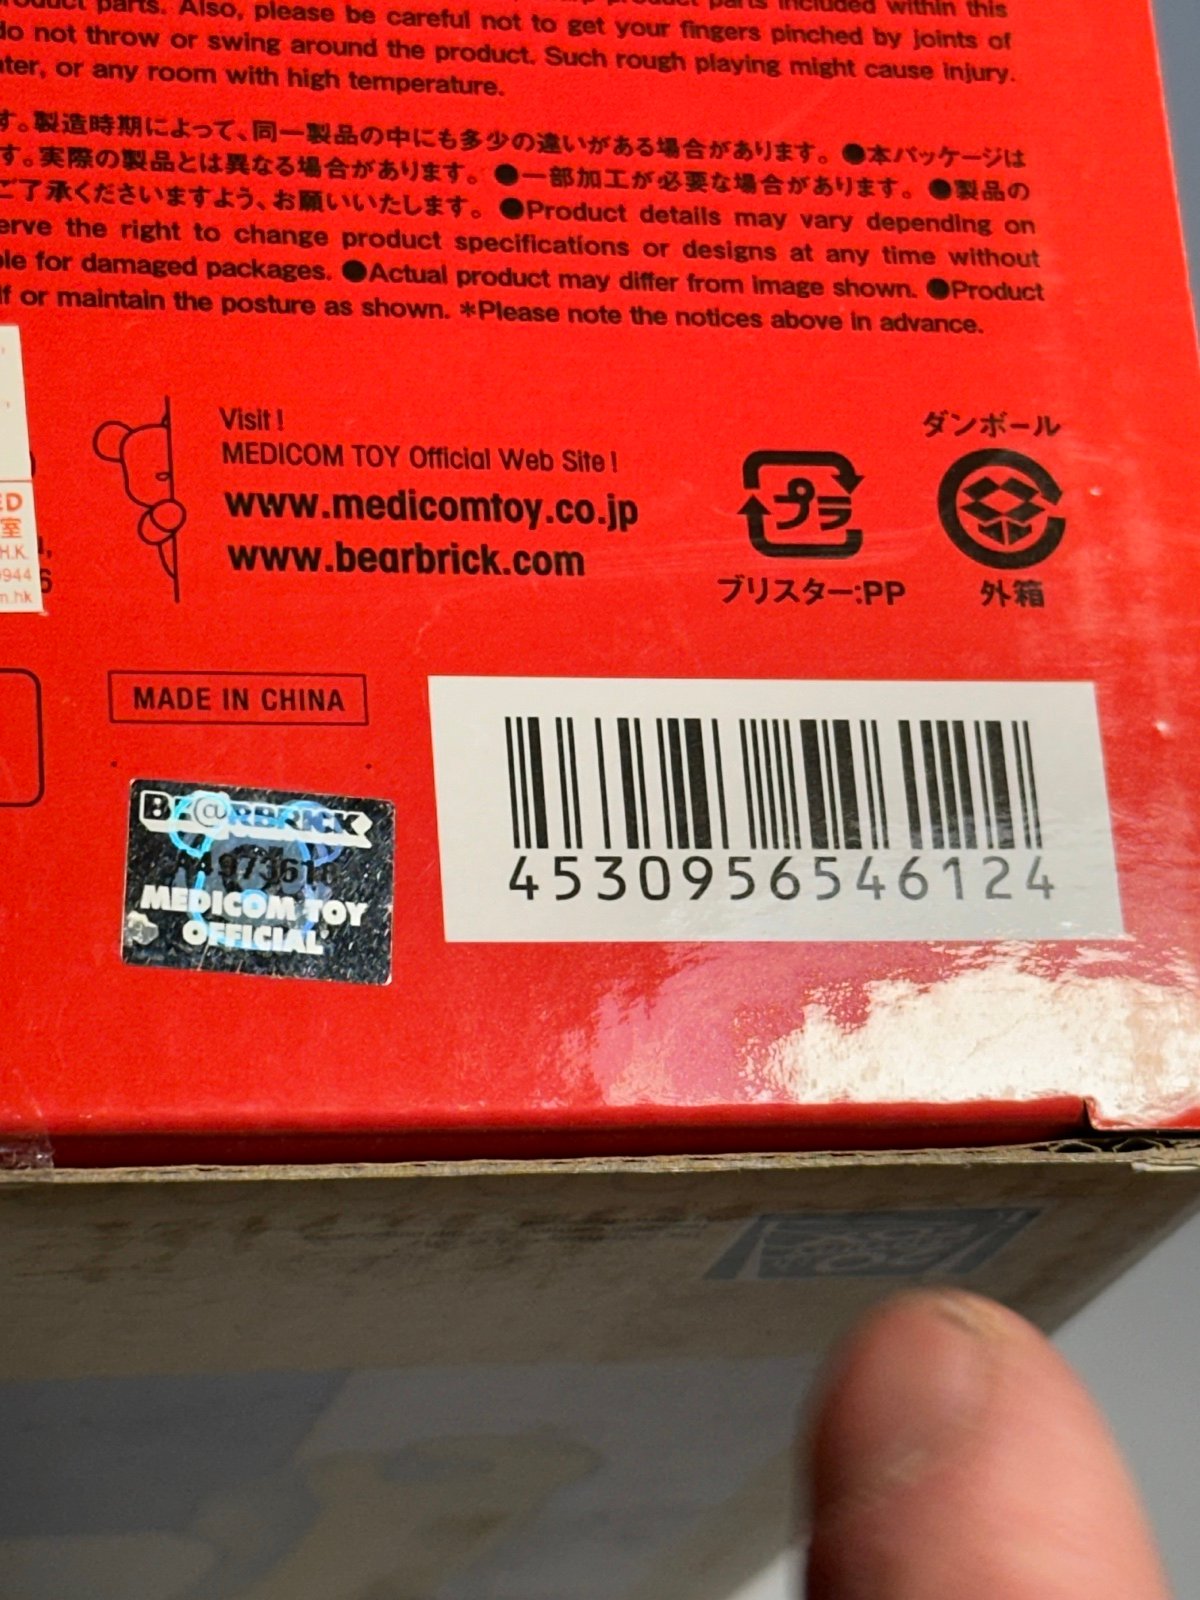 product parts. Also, please be careful not to get your fingers pinched by joints of
do not throw or swing around the product. Such rough playing might cause injury.
or any room with high temperature.
す。製造時期によって、同一製品の中にも多少の違いがある場合があります。●本パッケージは
す。実際の製品とは異なる場合があります。●一部加工が必要な場合があります。●製品の
ご了承くださいますよう、お願いいたします。●Product details may vary depending on
the right to change product specifications or designs at any time without
for damaged packages. ●Actual product may differ from image shown. ●Product
or maintain the posture as shown. *Please note the notices above in advance.
Visit!
MEDICOM TOY Official Web Site!
www.medicomtoy.co.jp
www.bearbrick.com
プラ
ブリスター:PP
ダンボール
外箱
室
H.K.
MADE IN CHINA
BE@RBRICK
MEDICOM TOY
OFFICIAL
4530956546124